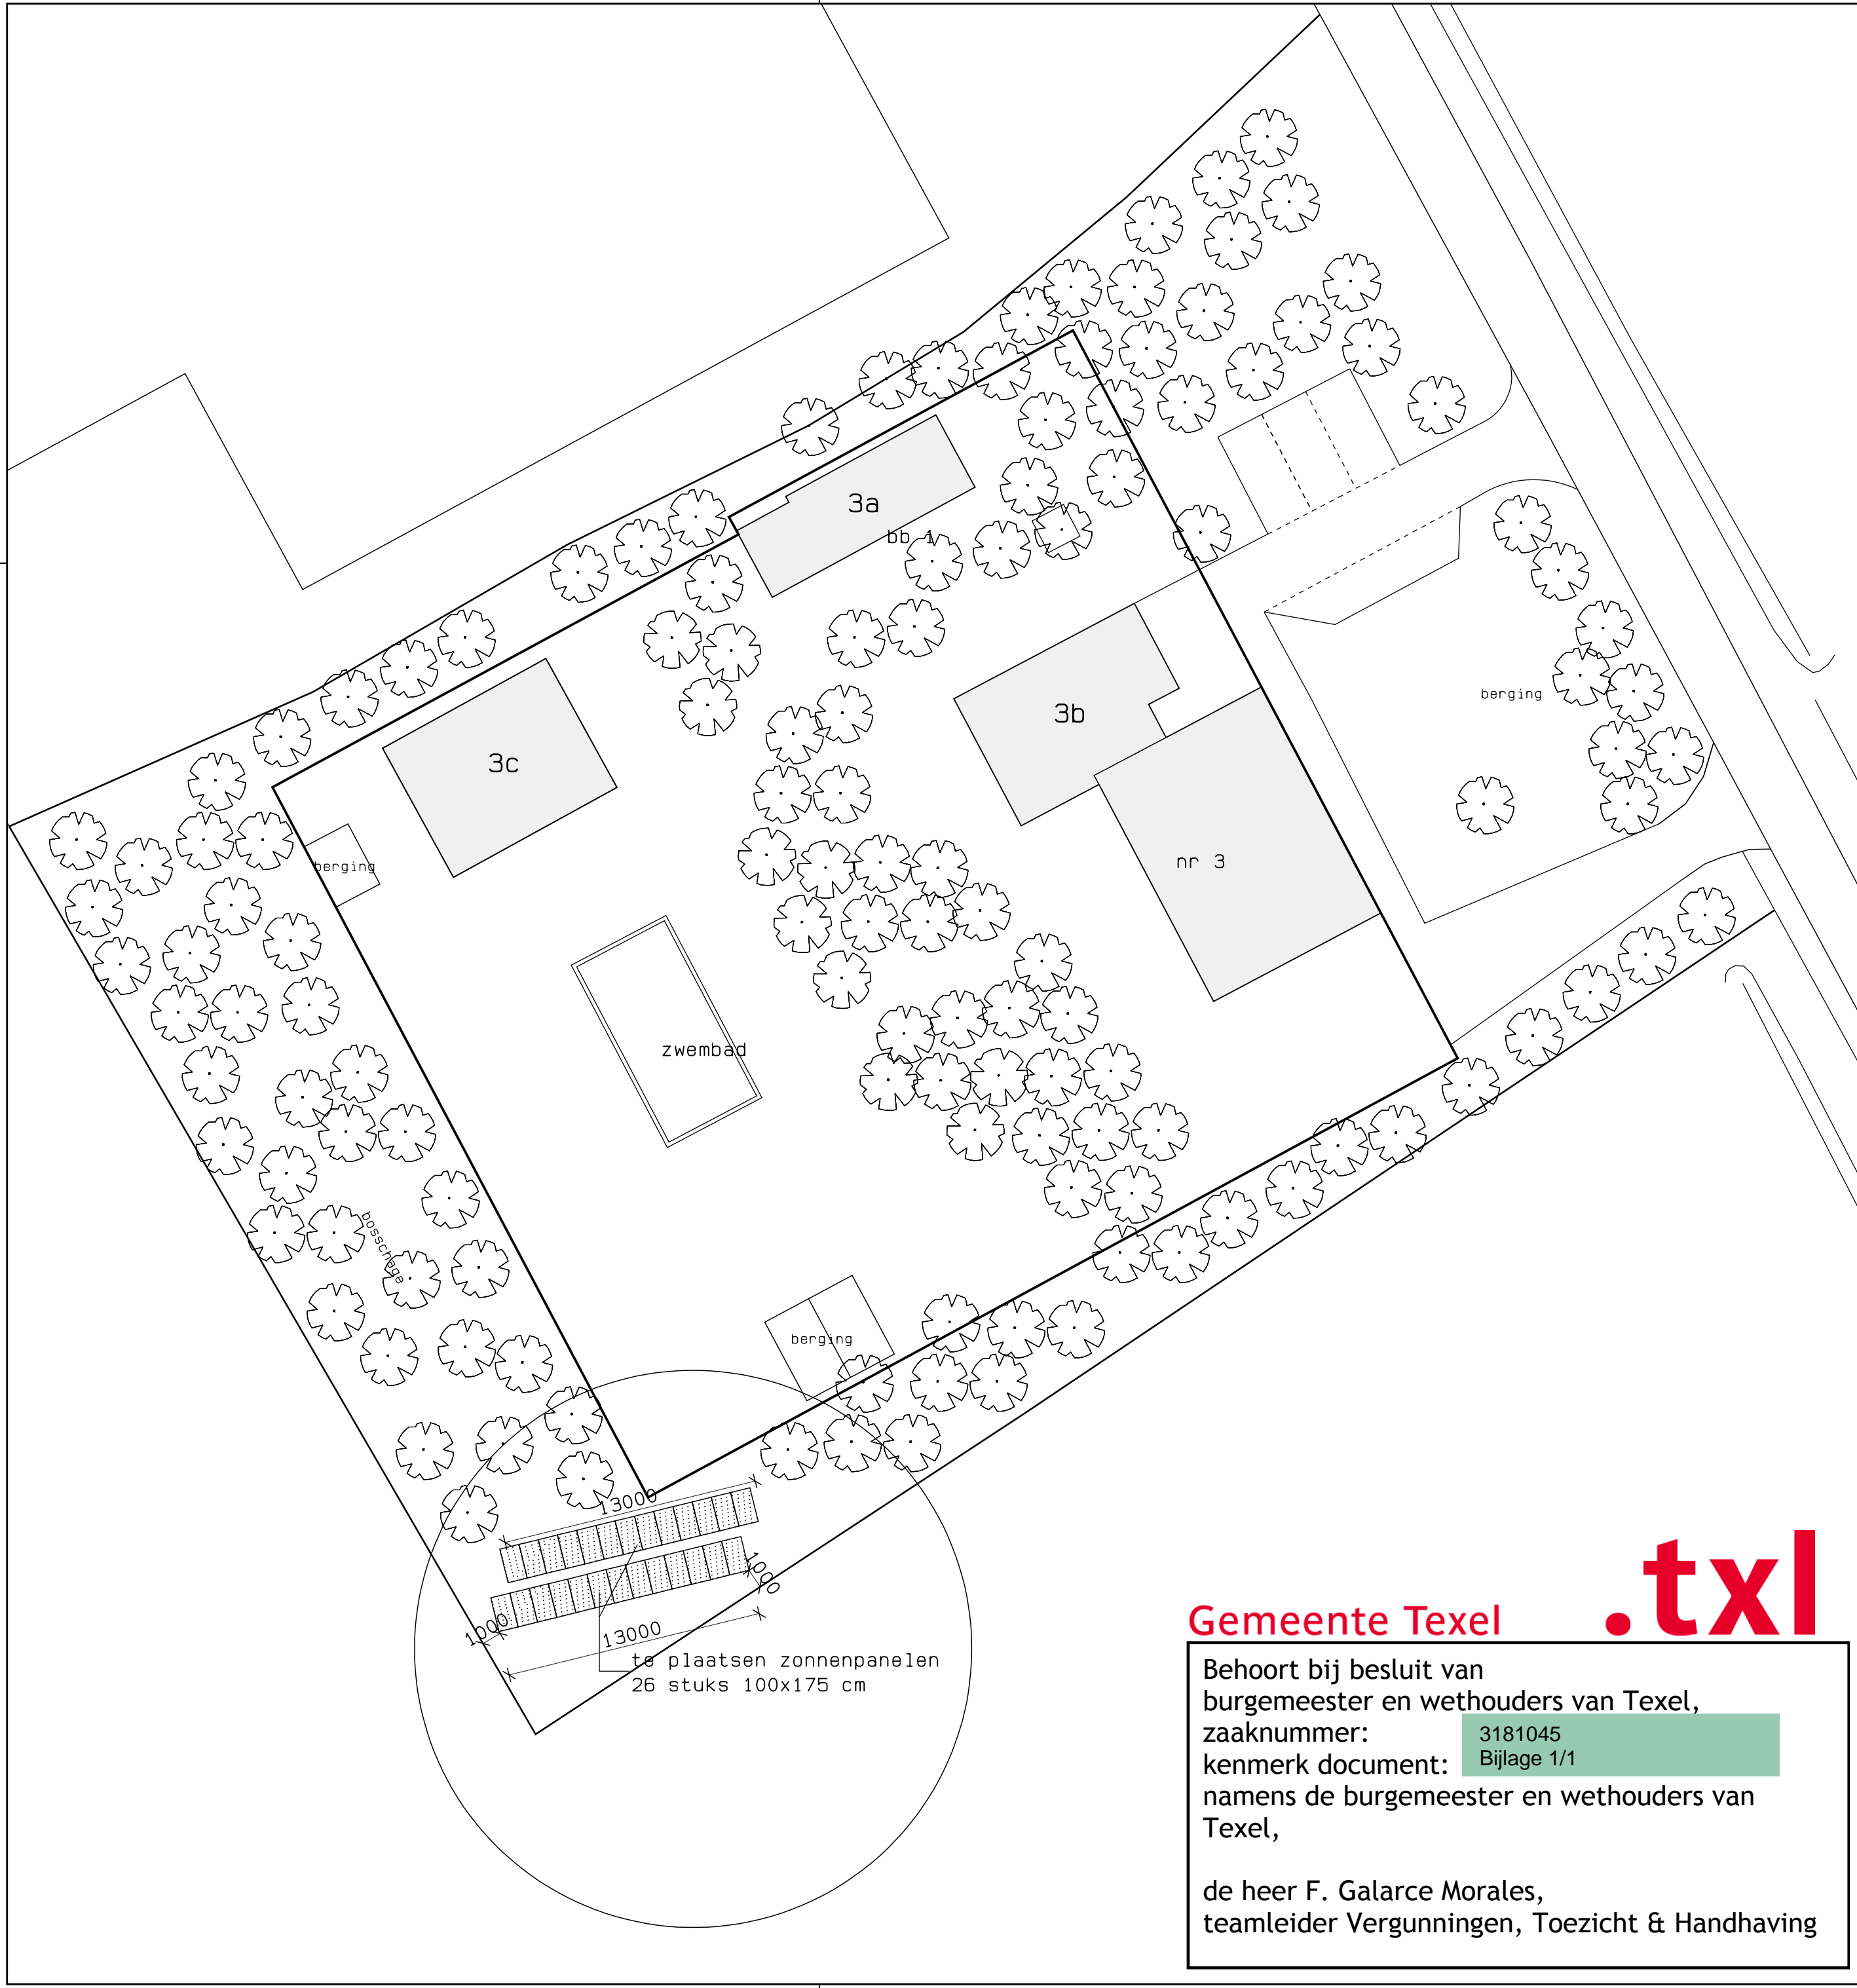 3a
bb 1
3b
berging
3c
nr 3
berging
zwembad
bosschage
berging
13000
1000
1000
13000
te plaatsen zonnenpanelen
26 stuks 100x175 cm
.txl
Gemeente Texel
Behoort bij besluit van
burgemeester en wethouders van Texel,
zaaknummer: 3181045
kenmerk document: Bijlage 1/1
namens de burgemeester en wethouders van
Texel,
de heer F. Galarce Morales,
teamleider Vergunningen, Toezicht & Handhaving